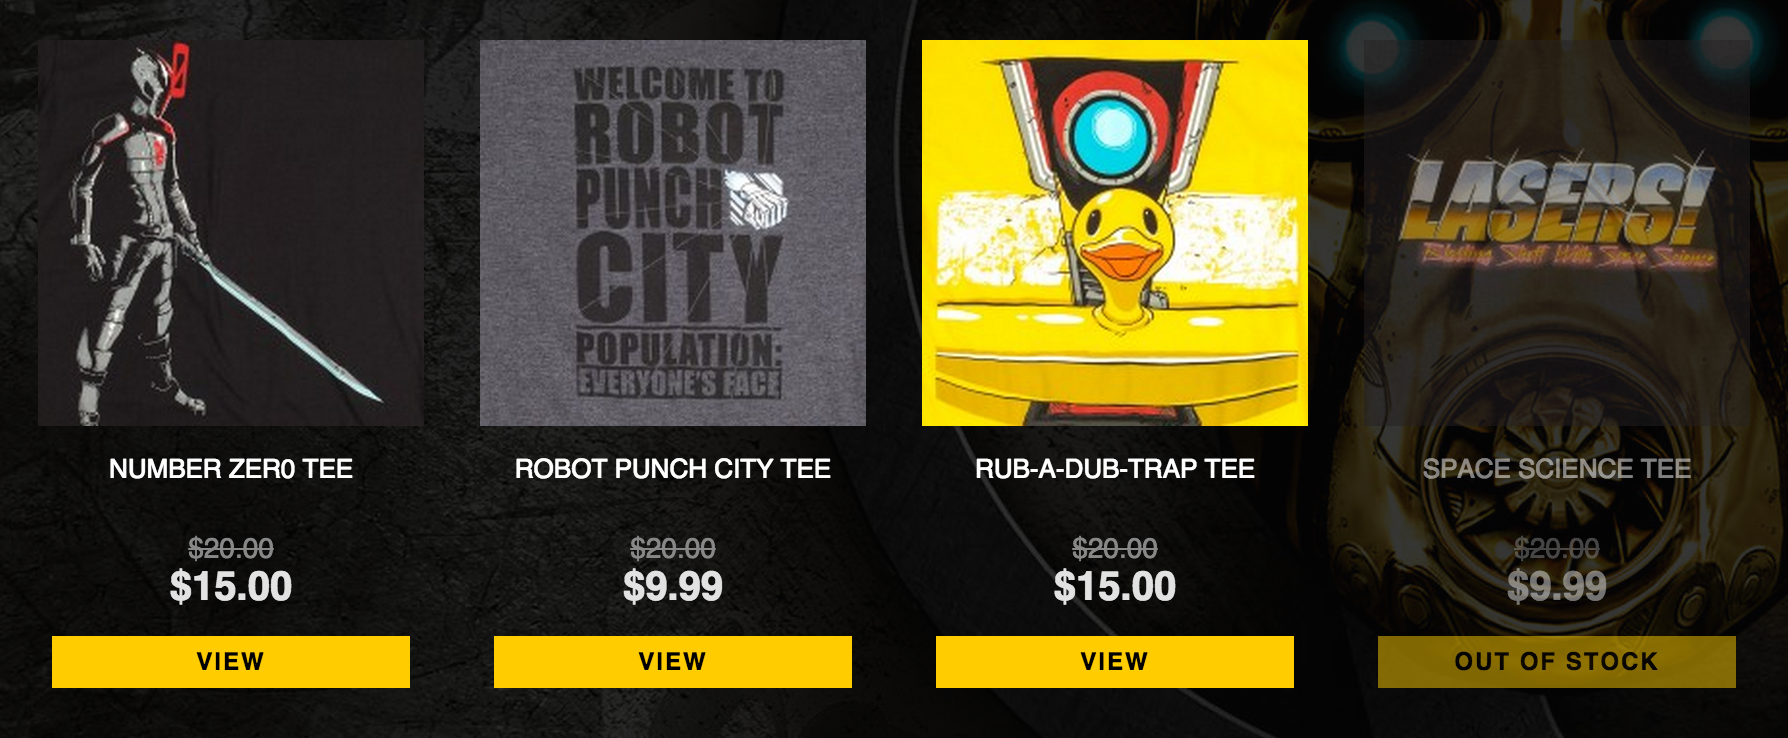 WELCOME TO
ROBOT
PUNCH
CITY
POPULATION:
EVERYONE'S FACE
LASERS!
Blasting Stuff With Space Science
NUMBER ZER0 TEE
ROBOT PUNCH CITY TEE
RUB-A-DUB-TRAP TEE
SPACE SCIENCE TEE
$20.00
$20.00
$20.00
$20.00
$15.00
$9.99
$15.00
$9.99
VIEW
VIEW
VIEW
OUT OF STOCK